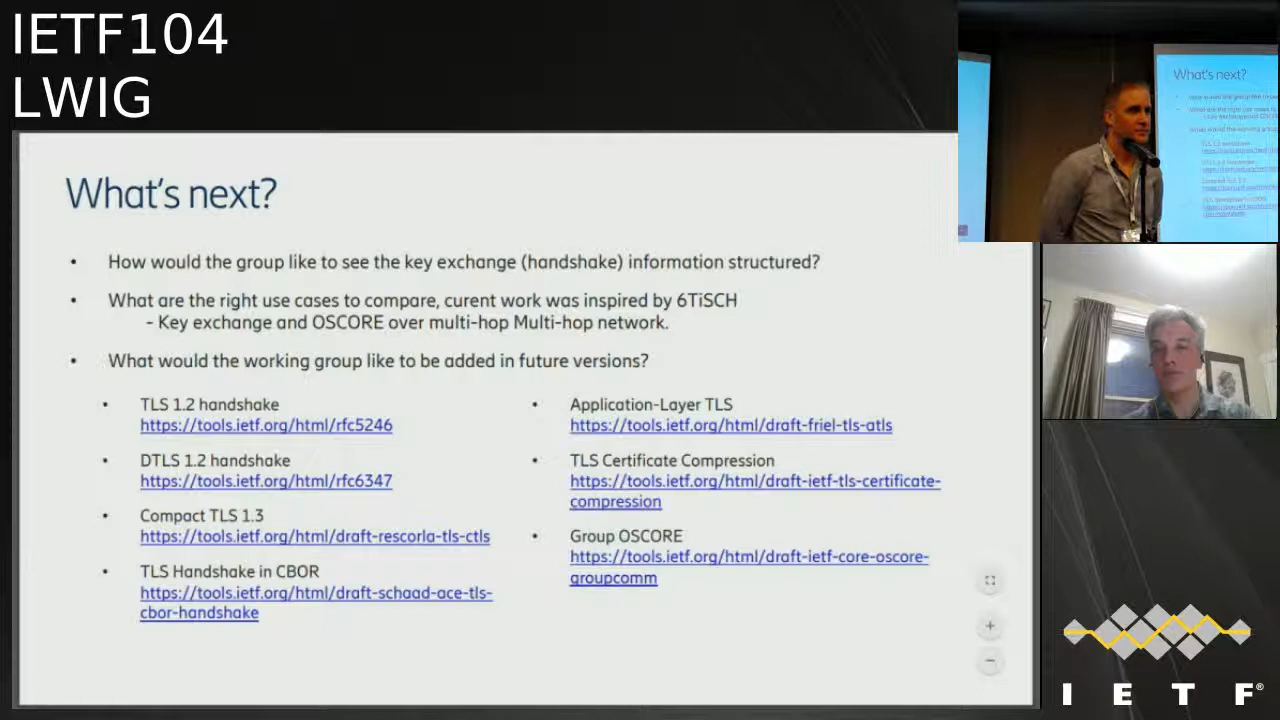 IETF104
LWIG
What's next?
• How would the group like to see the key exchange (handshake) information structured?
• What are the right use cases to compare, curent work was inspired by 6TiSCH
- Key exchange and OSCORE over multi-hop Multi-hop network.
• What would the working group like to be added in future versions?
• TLS 1.2 handshake
https://tools.ietf.org/html/rfc5246
• DTLS 1.2 handshake
https://tools.ietf.org/html/rfc6347
• Compact TLS 1.3
https://tools.ietf.org/html/draft-rescorla-tls-ctls
• TLS Handshake in CBOR
https://tools.ietf.org/html/draft-schaad-ace-tls-
cbor-handshake
• Application-Layer TLS
https://tools.ietf.org/html/draft-friel-tls-atls
• TLS Certificate Compression
https://tools.ietf.org/html/draft-ietf-tls-certificate-
compression
• Group OSCORE
https://tools.ietf.org/html/draft-ietf-core-oscore-
groupcomm
What's next?
I E T F®